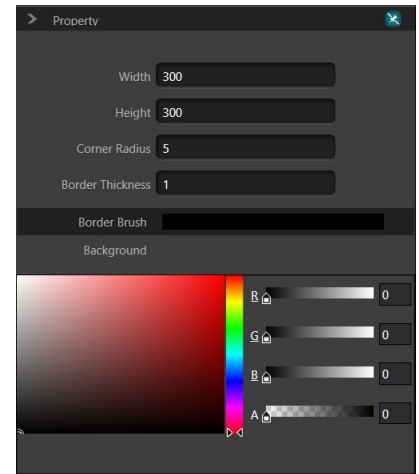 Property
Width 300
Height 300
Corner Radius 5
Border Thickness 1
Border Brush
Background
R 0
G 0
B 0
A 0